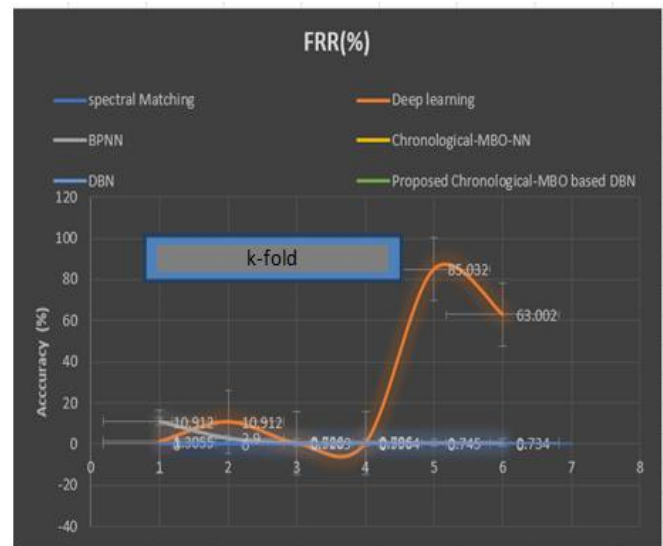 FRR(%)
spectral Matching
Deep learning
BPNN
Chronological-MBO-NN
DBN
Proposed Chronological-MBO based DBN
120
100
80
60
40
20
0
-20
-40
Acccuracy (%)
k-fold
85.032
63.002
10.912
10.912
2.9
0
0.745
0.734
0 1 2 3 4 5 6 7 8